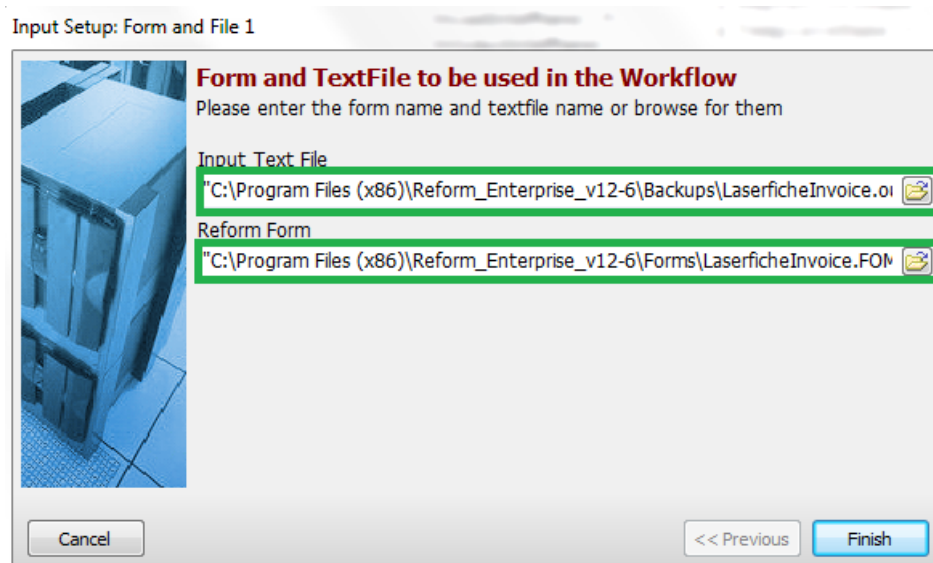 Input Setup: Form and File 1
Form and TextFile to be used in the Workflow
Please enter the form name and textfile name or browse for them
Input Text File
"C:\Program Files (x86)\Reform_Enterprise_v12-6\Backups\LaserficheInvoice.ou
Reform Form
"C:\Program Files (x86)\Reform_Enterprise_v12-6\Forms\LaserficheInvoice.FOM
Cancel
<< Previous
Finish